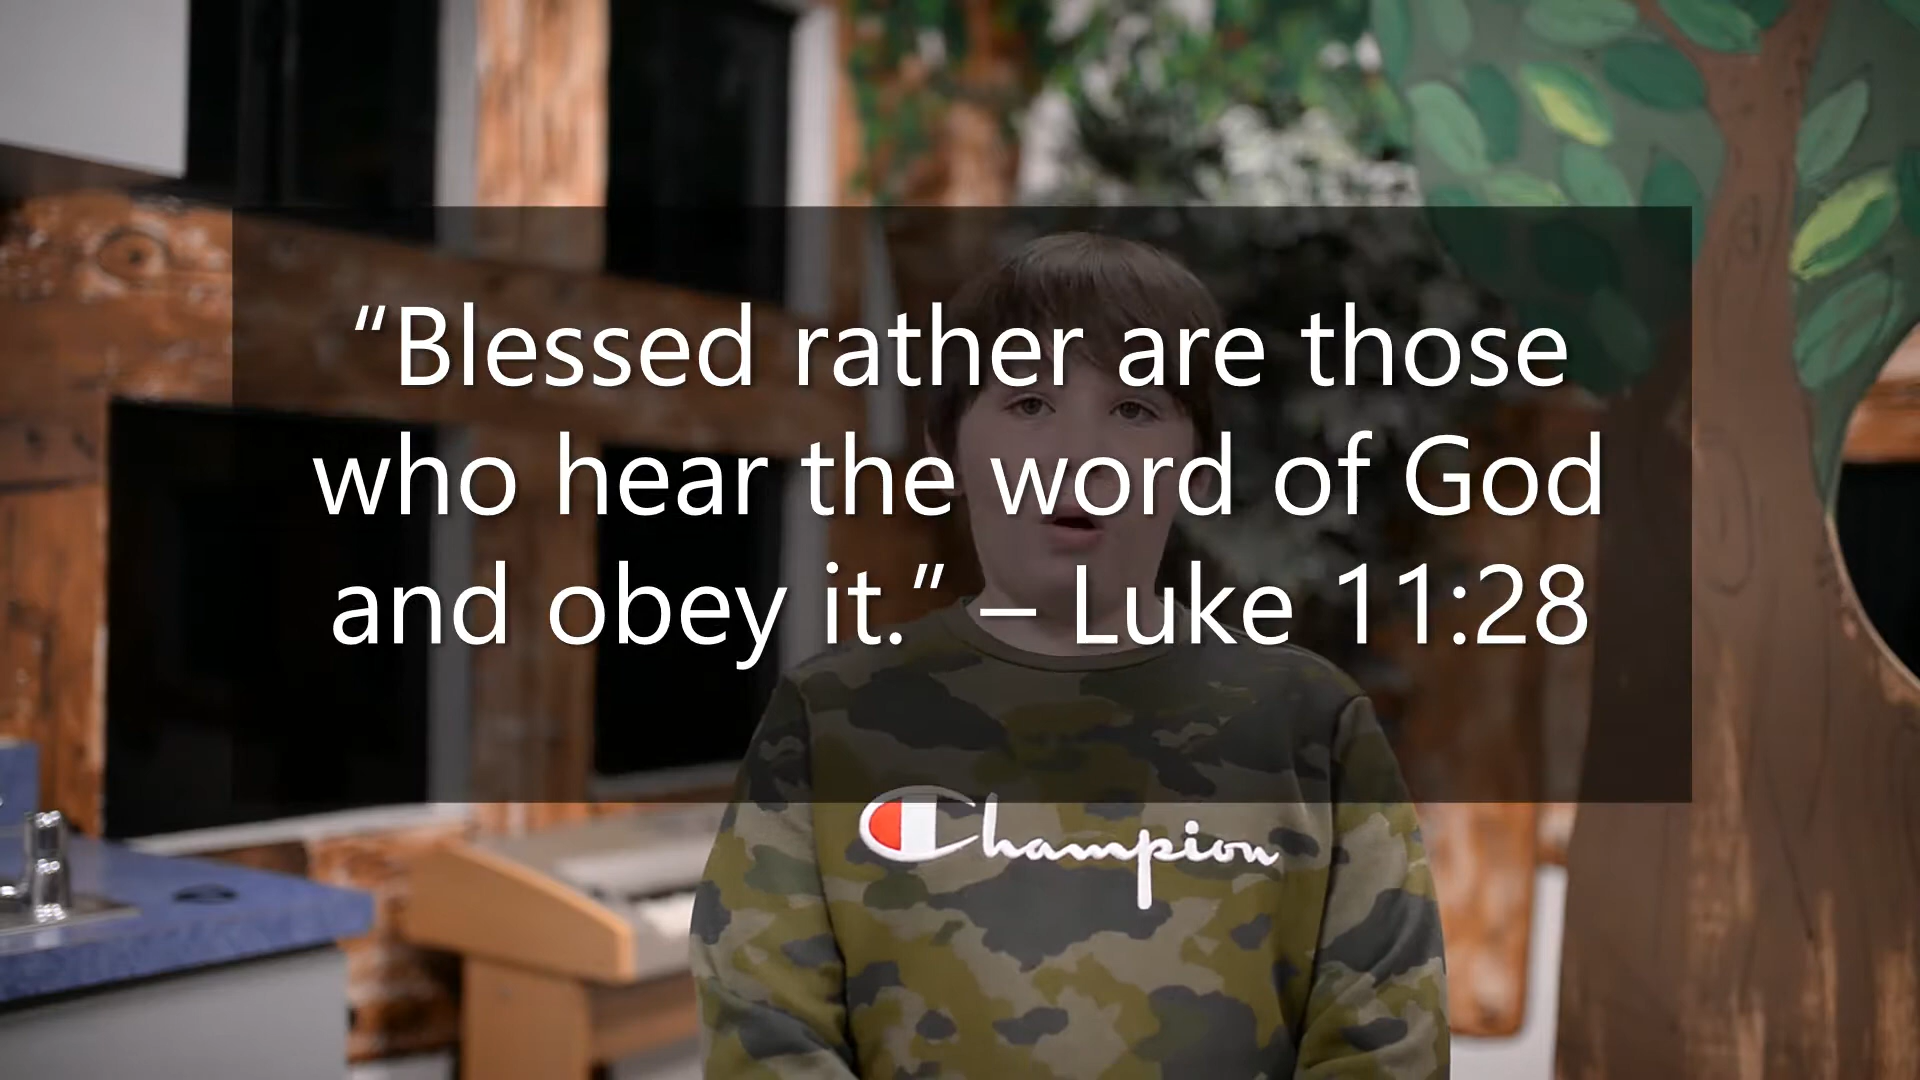 “Blessed rather are those
who hear the word of God
and obey it.” – Luke 11:28
Champion